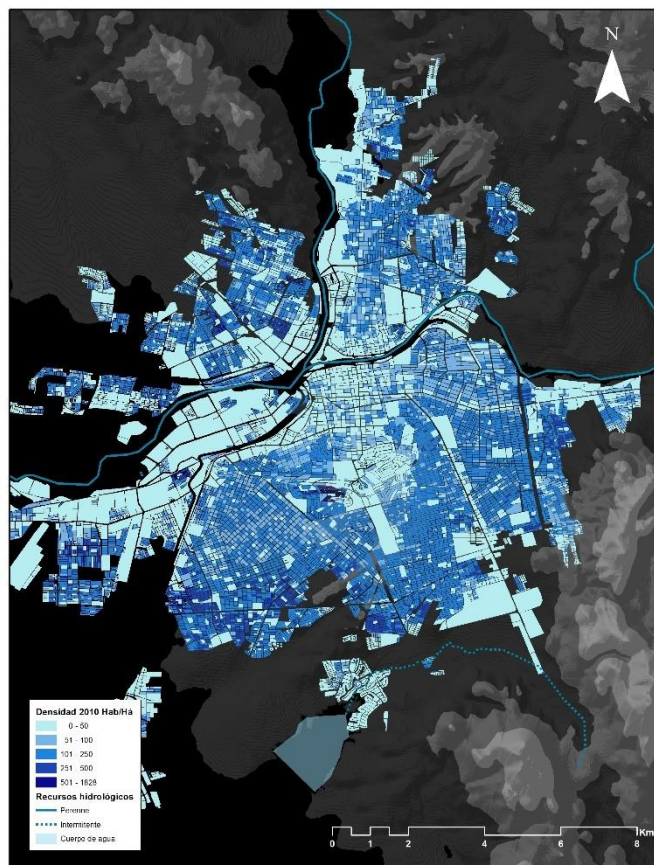 N
Densidad 2010 Hab/Há
0 - 50
51 - 100
101 - 250
251 - 500
501 - 1828
Recursos hidrológicos
Perenne
Intermitente
Cuerpo de agua
Km
0 1 2 4 6 8